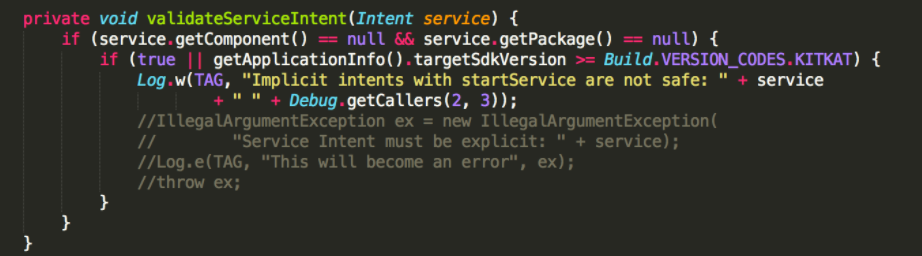 private void validateServiceIntent(Intent service) {
    if (service.getComponent() == null && service.getPackage() == null) {
        if (true || getApplicationInfo().targetSdkVersion >= Build.VERSION_CODES.KITKAT) {
            Log.w(TAG, "Implicit intents with startService are not safe: " + service
                    + " " + Debug.getCallers(2, 3));
            //IllegalArgumentException ex = new IllegalArgumentException(
            //        "Service Intent must be explicit: " + service);
            //Log.e(TAG, "This will become an error", ex);
            //throw ex;
        }
    }
}